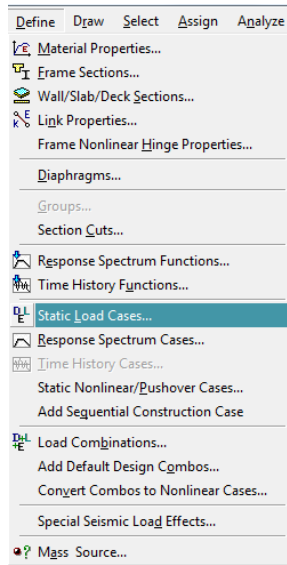 Define Draw Select Assign Analyze
Material Properties...
Frame Sections...
Wall/Slab/Deck Sections...
Link Properties...
Frame Nonlinear Hinge Properties...
Diaphragms...
Groups...
Section Cuts...
Response Spectrum Functions...
Time History Functions...
Static Load Cases...
Response Spectrum Cases...
Time History Cases...
Static Nonlinear/Pushover Cases...
Add Sequential Construction Case
Load Combinations...
Add Default Design Combos...
Convert Combos to Nonlinear Cases...
Special Seismic Load Effects...
Mass Source...